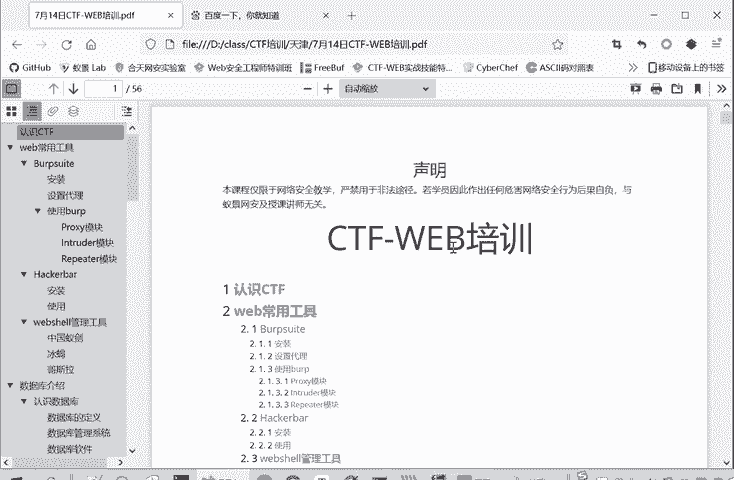 7月14日CTF-WEB培训.pdf
百度一下，你就知道
file:///D:/class/CTF培训/天津/7月14日CTF-WEB培训.pdf
GitHub 蚁景 Lab 合天网安实验室 Web安全工程师特训班 FreeBuf CTF-WEB实战技能特... CyberChef ASCII码对照表 移动设备上的书签
1 / 56 自动缩放
认识CTF
web常用工具
Burpsuite
安装
设置代理
使用burp
Proxy模块
Intruder模块
Repeater模块
Hackerbar
安装
使用
webshell管理工具
中国蚁剑
冰蝎
哥斯拉
数据库介绍
认识数据库
数据库的定义
数据库管理系统
数据库软件
声明
本课程仅限于网络安全教学，严禁用于非法途径。若学员因此作出任何危害网络安全行为后果自负，与
蚁景网安及授课讲师无关。
CTF-WEB培训
1 认识CTF
2 web常用工具
2. 1 Burpsuite
2. 1. 1 安装
2. 1. 2 设置代理
2. 1. 3 使用burp
2. 1. 3. 1 Proxy模块
2. 1. 3. 2 Intruder模块
2. 1. 3. 3 Repeater模块
2. 2 Hackerbar
2. 2. 1 安装
2. 2. 2 使用
2. 3 webshell管理工具